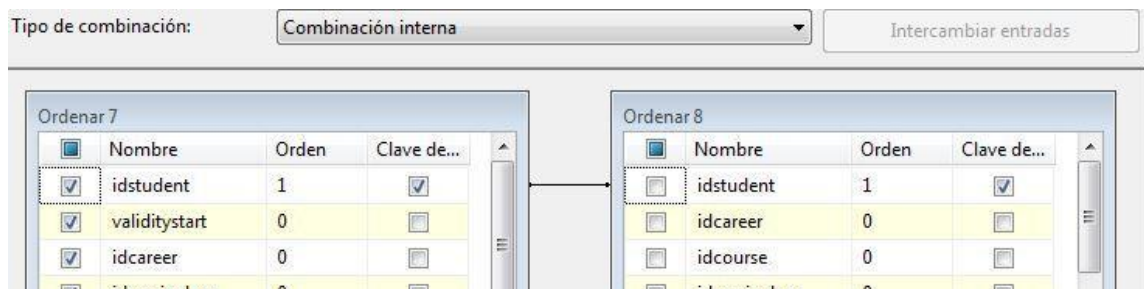 Tipo de combinación: Combinación interna Intercambiar entradas
Ordenar 7 Ordenar 8
Nombre Orden Clave de... Nombre Orden Clave de...
idstudent 1 idstudent 1
validitystart 0 idcareer 0
idcareer 0 idcourse 0